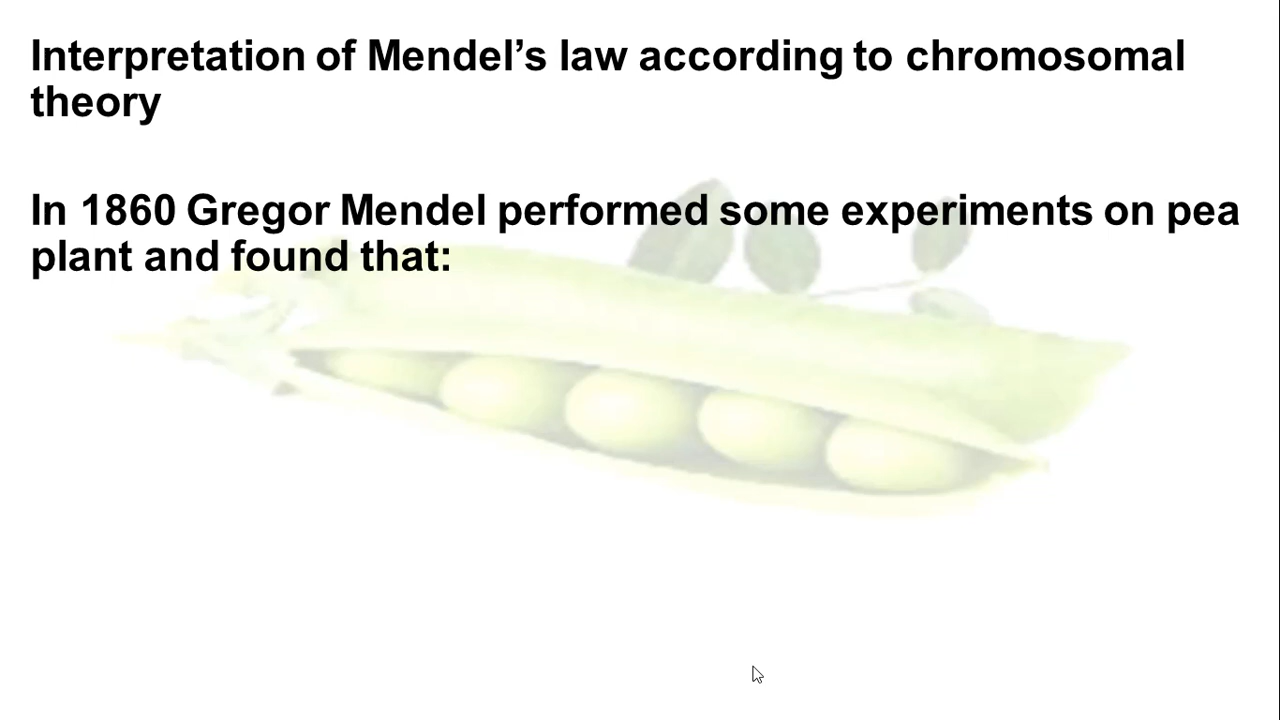 Interpretation of Mendel’s law according to chromosomal
theory
In 1860 Gregor Mendel performed some experiments on pea
plant and found that: